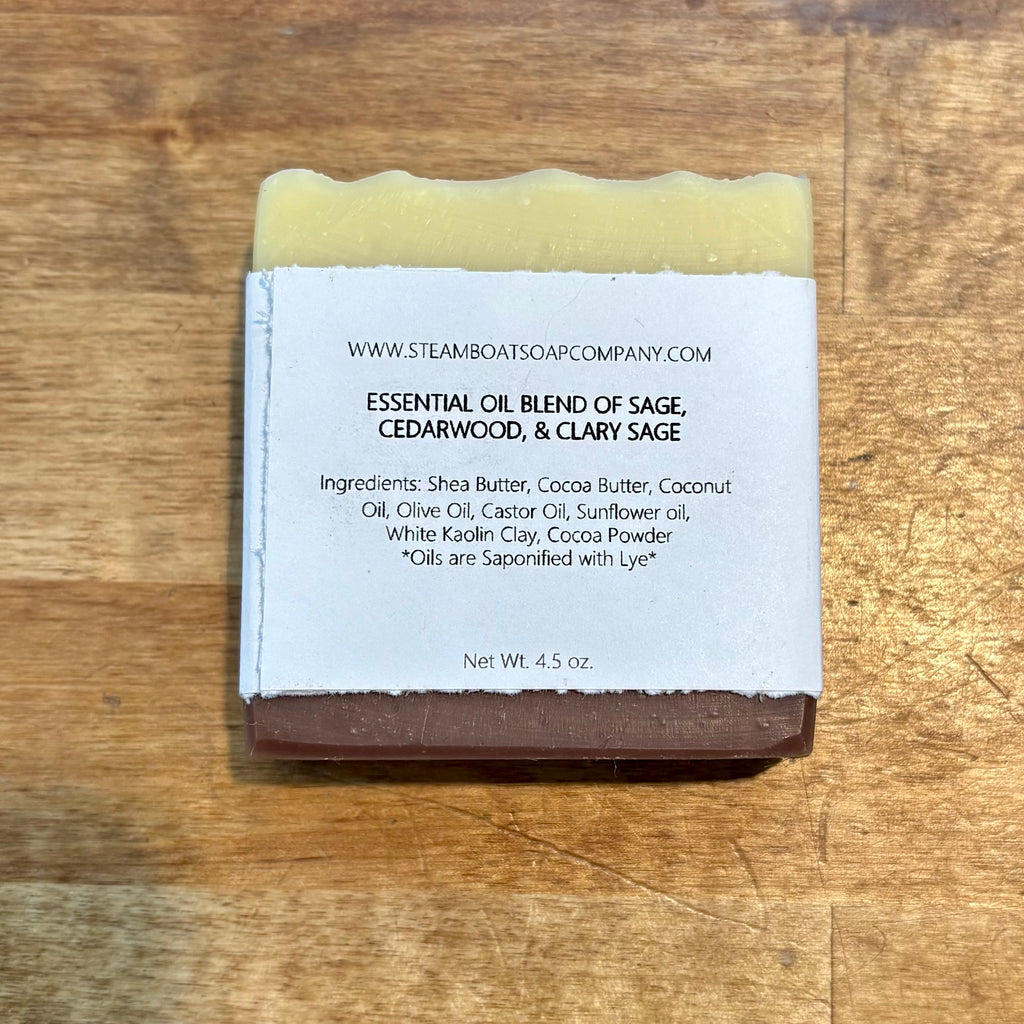 WWW.STEAMBOATSOAPCOMPANY.COM
ESSENTIAL OIL BLEND OF SAGE,
CEDARWOOD, & CLARY SAGE
Ingredients: Shea Butter, Cocoa Butter, Coconut
Oil, Olive Oil, Castor Oil, Sunflower oil,
White Kaolin Clay, Cocoa Powder
*Oils are Saponified with Lye*
Net Wt. 4.5 oz.